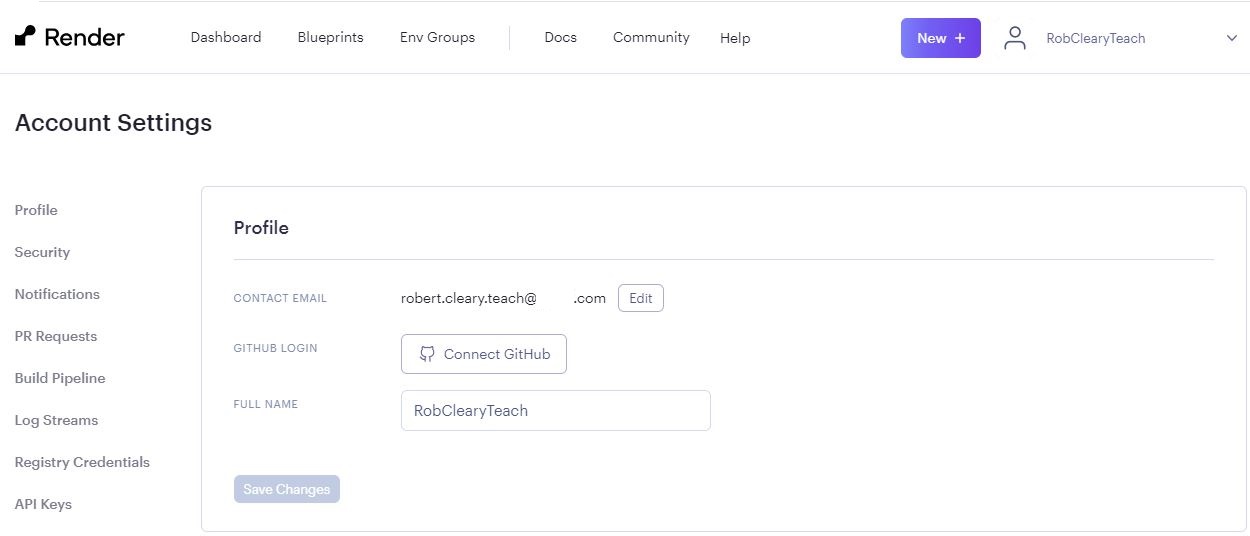 Render Dashboard Blueprints Env Groups Docs Community Help New + RobClearyTeach
Account Settings
Profile
Security
Notifications
PR Requests
Build Pipeline
Log Streams
Registry Credentials
API Keys
Profile
CONTACT EMAIL robert.cleary.teach@ .com Edit
GITHUB LOGIN Connect GitHub
FULL NAME RobClearyTeach
Save Changes